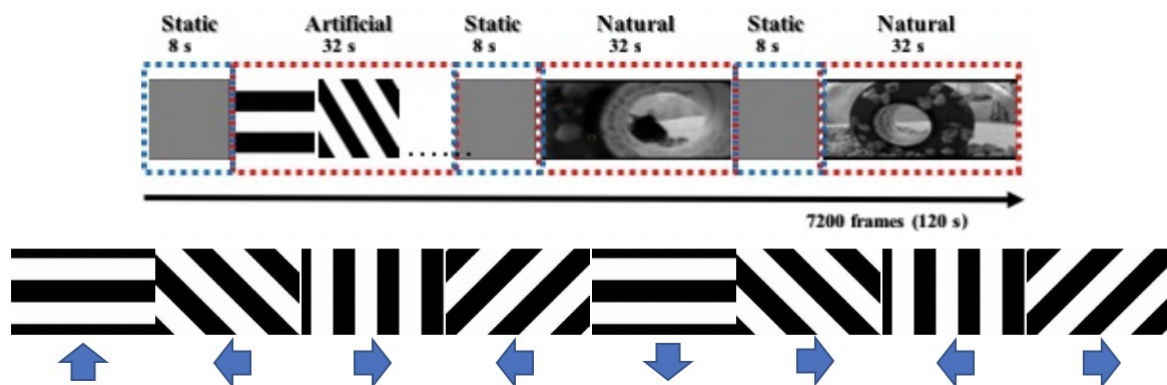 Static Artificial Static Natural Static Natural
8 s 32 s 8 s 32 s 8 s 32 s
7200 frames (120 s)